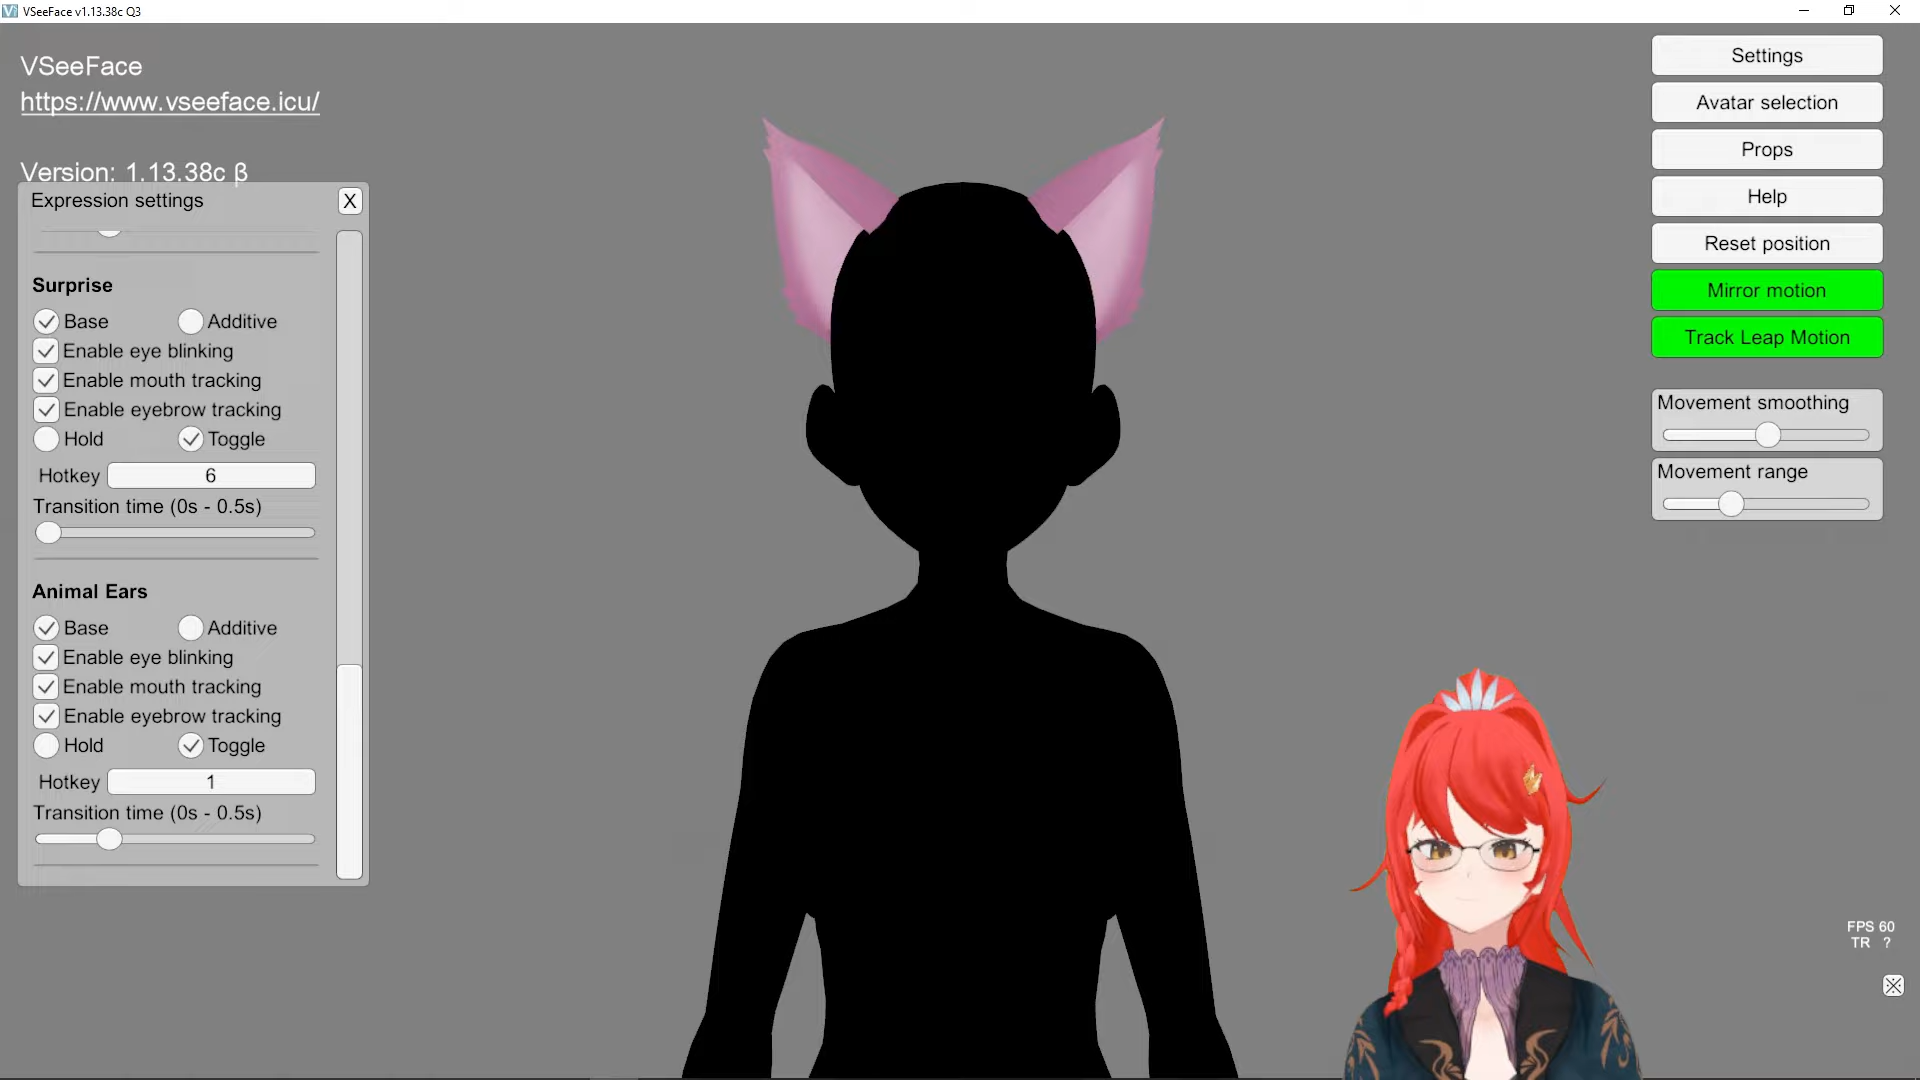 VSeeFace v1.13.38c Q3
VSeeFace
https://www.vseeface.icu/
Version: 1.13.38c β
Expression settings
X
Surprise
Base Additive
Enable eye blinking
Enable mouth tracking
Enable eyebrow tracking
Hold Toggle
Hotkey 6
Transition time (0s - 0.5s)
Animal Ears
Base Additive
Enable eye blinking
Enable mouth tracking
Enable eyebrow tracking
Hold Toggle
Hotkey 1
Transition time (0s - 0.5s)
Settings
Avatar selection
Props
Help
Reset position
Mirror motion
Track Leap Motion
Movement smoothing
Movement range
FPS 60
TR ?